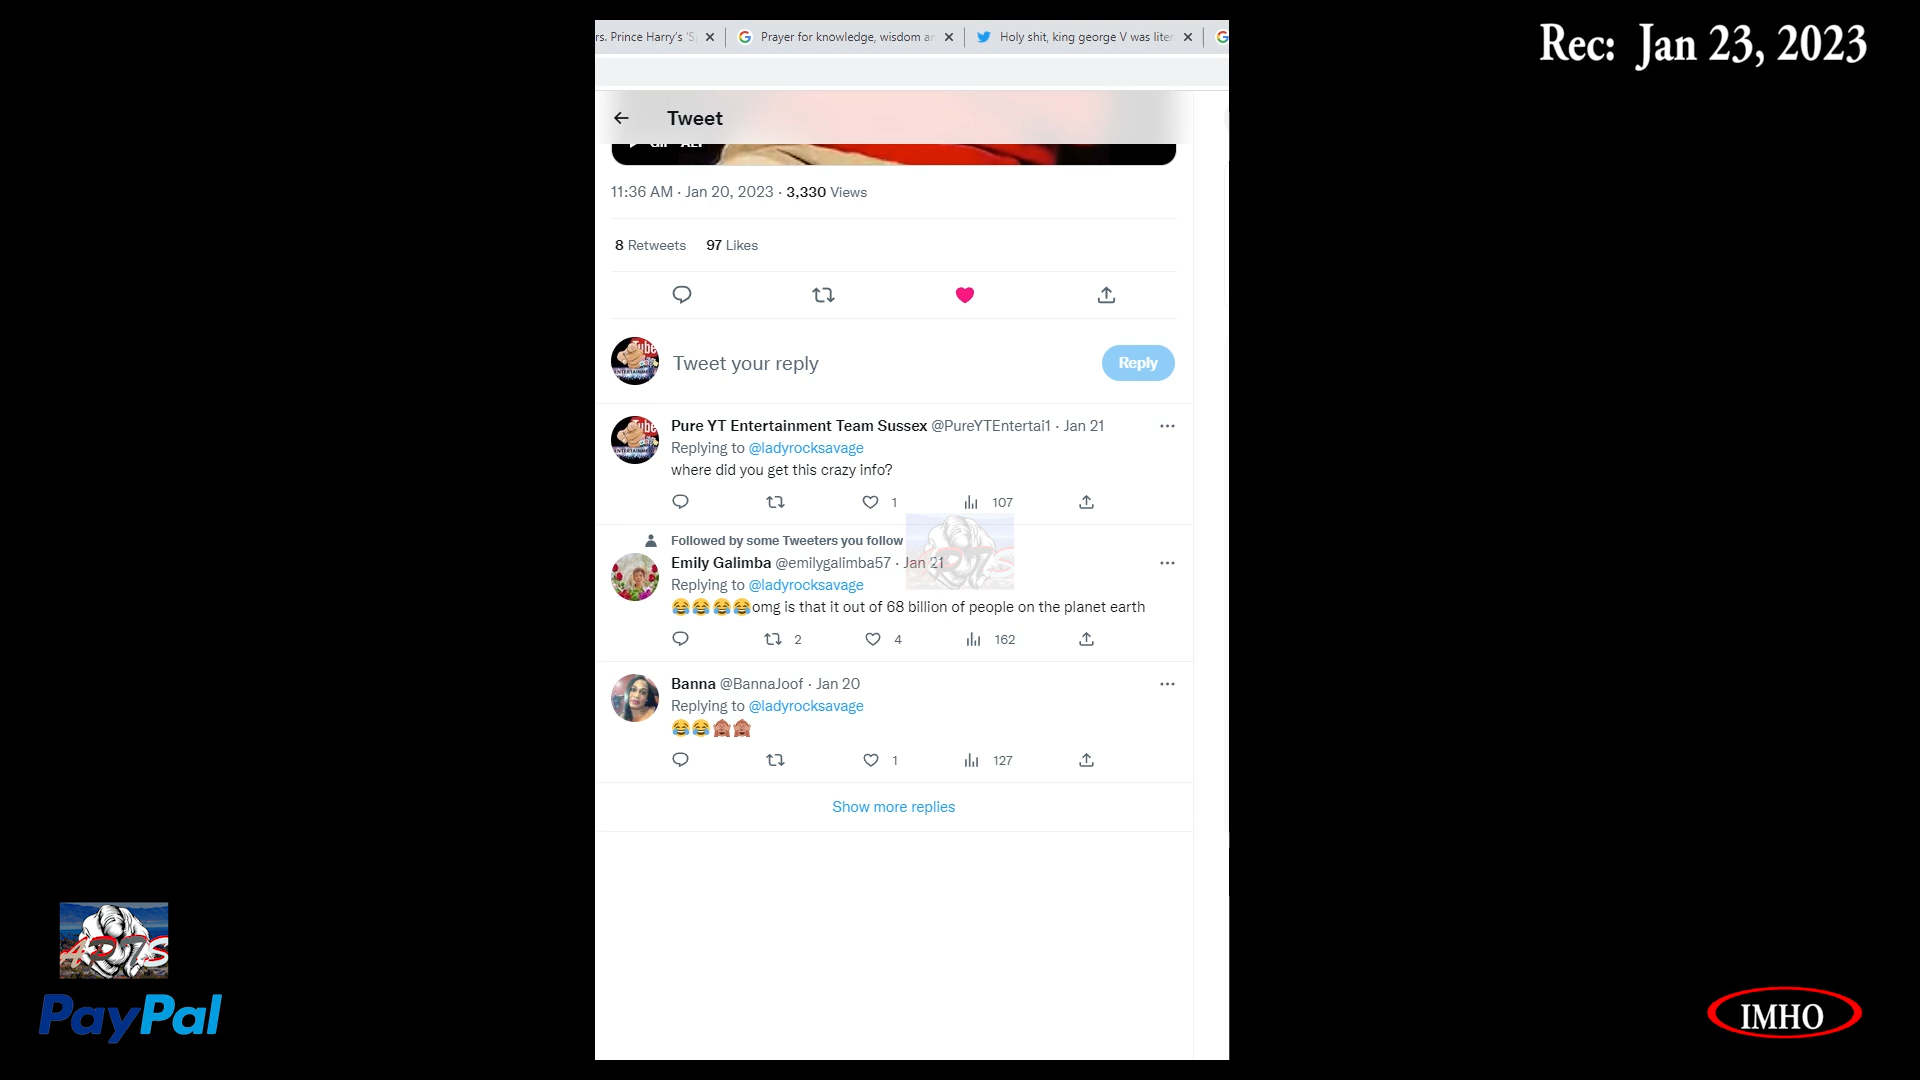 Rec: Jan 23, 2023
rs. Prince Harry's 'S
Prayer for knowledge, wisdom an
Holy shit, king george V was liter
Tweet
GIF ALT
11:36 AM · Jan 20, 2023 · 3,330 Views
8 Retweets 97 Likes
Tweet your reply
Reply
Pure YT Entertainment Team Sussex @PureYTEntertai1 · Jan 21
Replying to @ladyrocksavage
where did you get this crazy info?
1 107
Followed by some Tweeters you follow
Emily Galimba @emilygalimba57 · Jan 21
Replying to @ladyrocksavage
😂😂😂😂omg is that it out of 68 billion of people on the planet earth
2 4 162
Banna @BannaJoof · Jan 20
Replying to @ladyrocksavage
😂😂🙈🙈
1 127
Show more replies
PayPal
IMHO